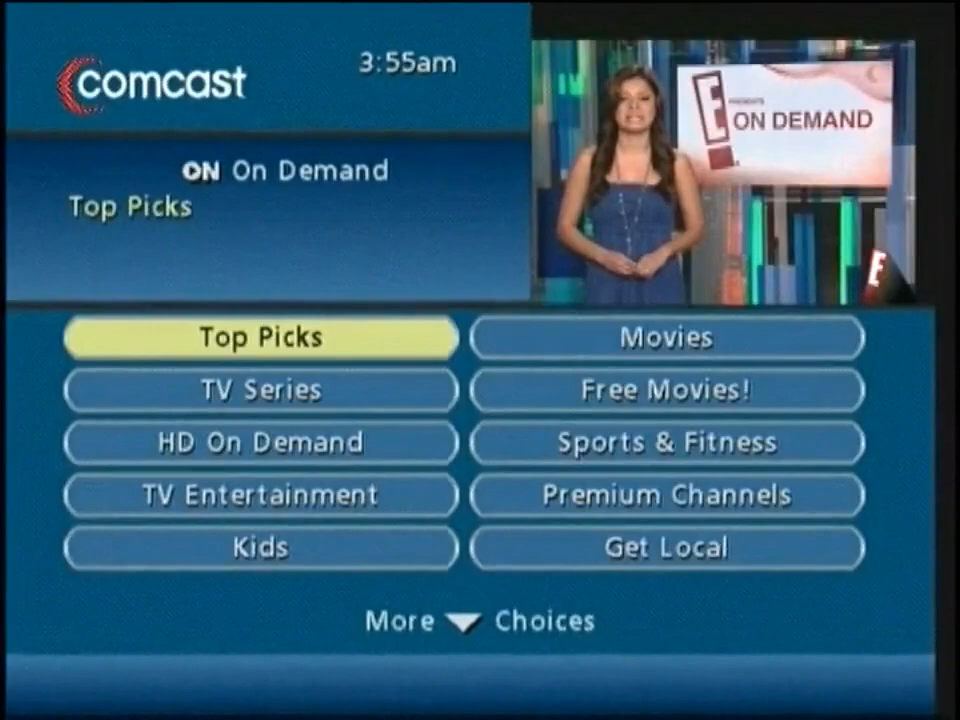 comcast
3:55am
E!
PRESENTS
ON DEMAND
ON On Demand
Top Picks
E
Top Picks
Movies
TV Series
Free Movies!
HD On Demand
Sports & Fitness
TV Entertainment
Premium Channels
Kids
Get Local
More Choices